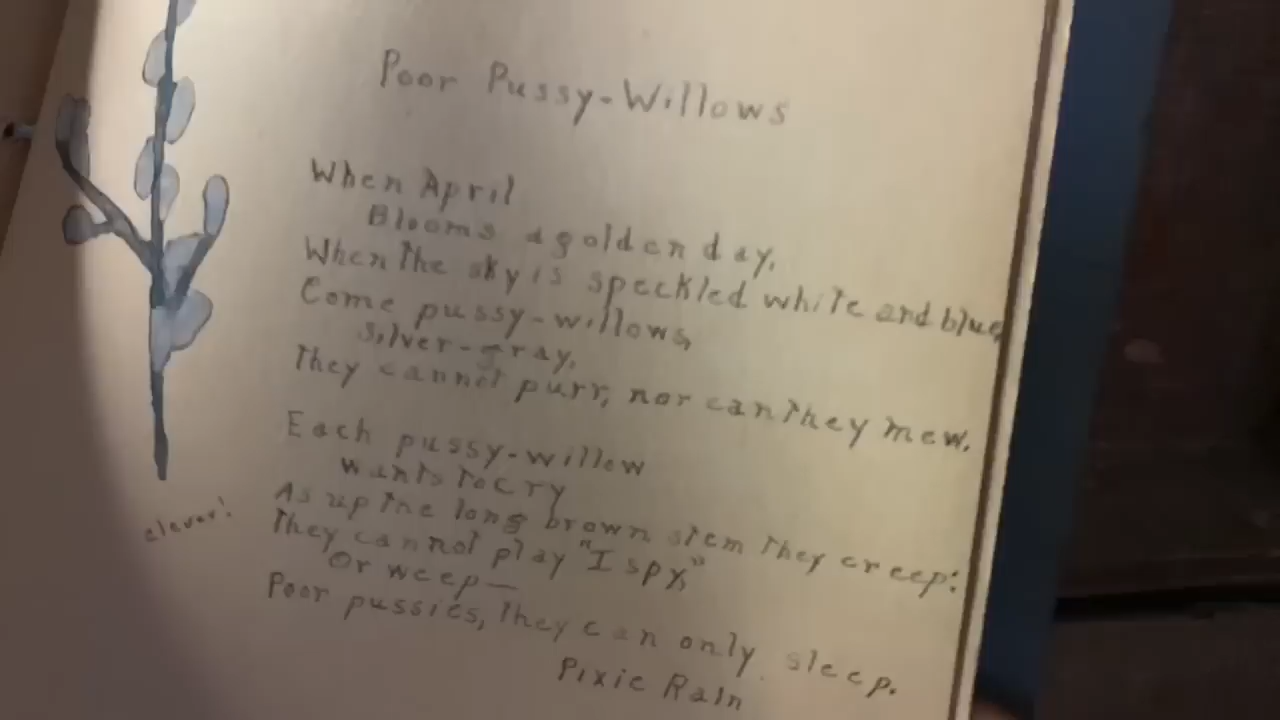 Poor Pussy-Willows
When April
Blooms a golden day,
When the sky is speckled white and blue,
Come pussy-willows,
Silver-gray,
They cannot purr, nor can they mew.
Each pussy-willow
wants to cry
As up the long brown stem they creep:
They cannot play "I spy,"
Or weep—
Poor pussies, they can only sleep.
Pixie Rain
clever!